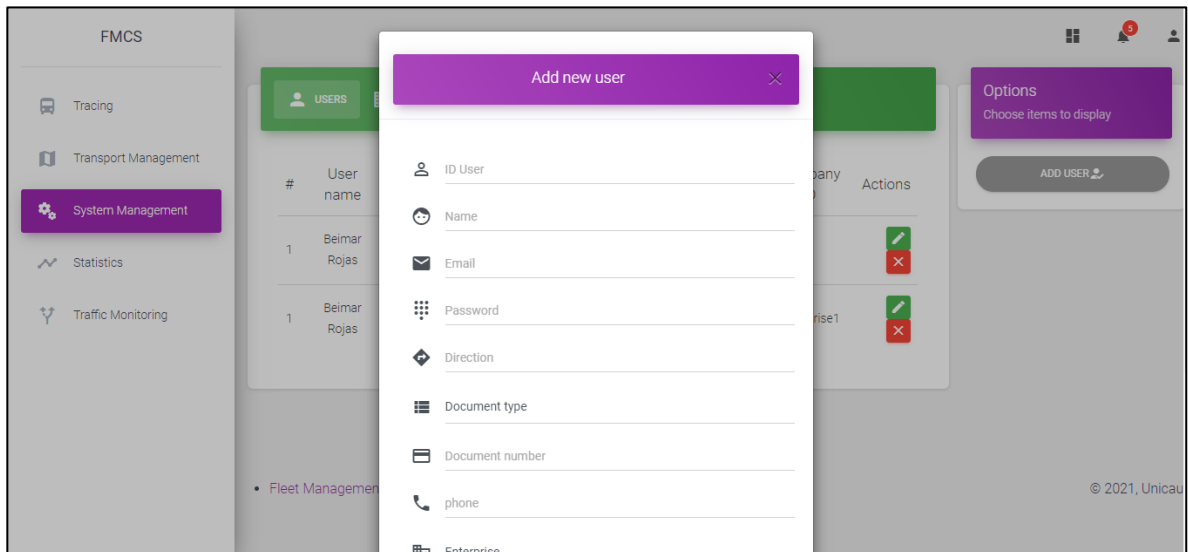 FMCS
5
Tracing
Transport Management
System Management
Statistics
Traffic Monitoring
USERS
Add new user
Options
Choose items to display
ADD USER
# User name pany Actions
1 Beimar Rojas
1 Beimar Rojas rise1
ID User
Name
Email
Password
Direction
Document type
Document number
phone
Enterprise
• Fleet Managemen
© 2021, Unicau